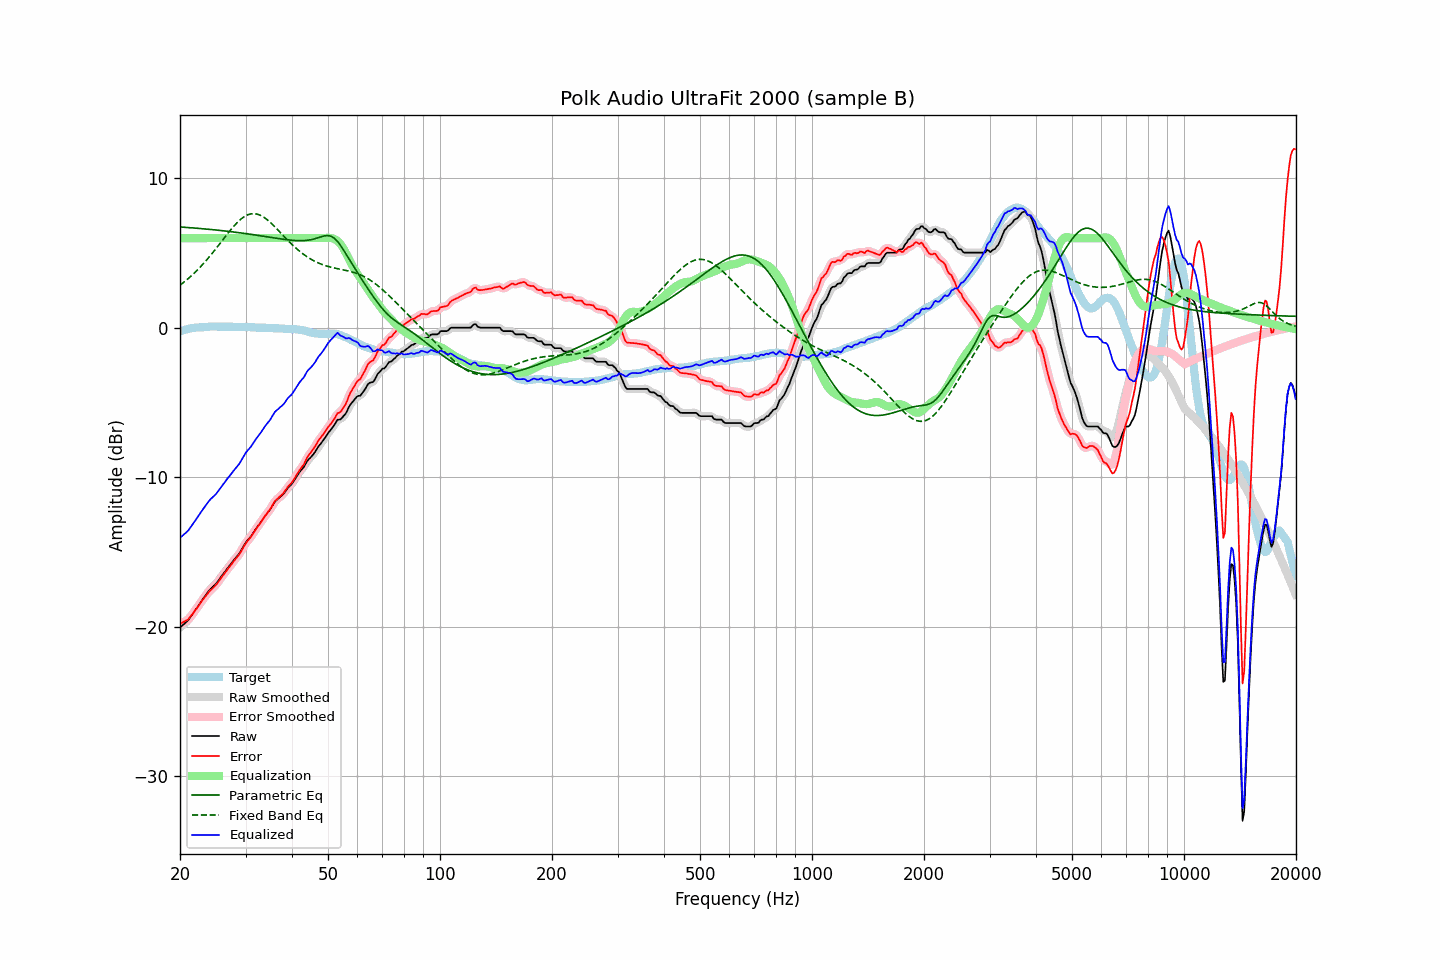 Polk Audio UltraFit 2000 (sample B)
Amplitude (dBr)
10
0
−10
−20
−30
Target
Raw Smoothed
Error Smoothed
Raw
Error
Equalization
Parametric Eq
Fixed Band Eq
Equalized
20 50 100 200 500 1000 2000 5000 10000 20000
Frequency (Hz)